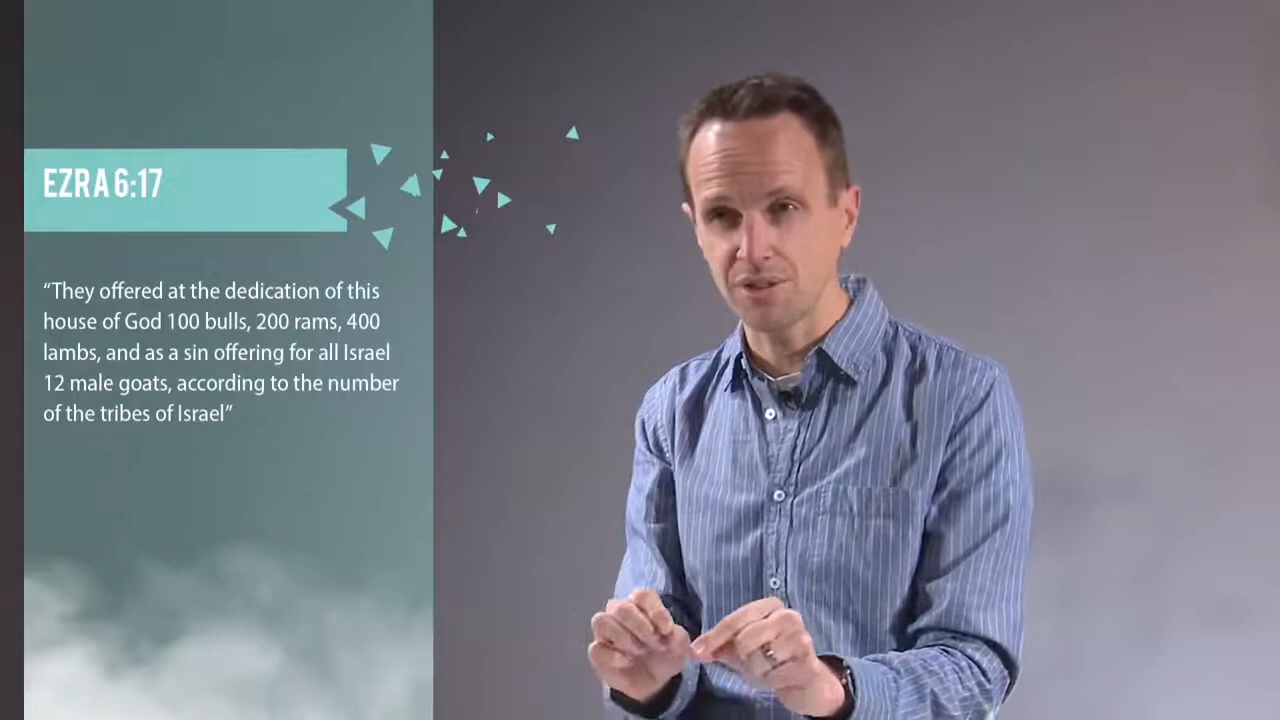 EZRA 6:17
“They offered at the dedication of this
house of God 100 bulls, 200 rams, 400
lambs, and as a sin offering for all Israel
12 male goats, according to the number
of the tribes of Israel”